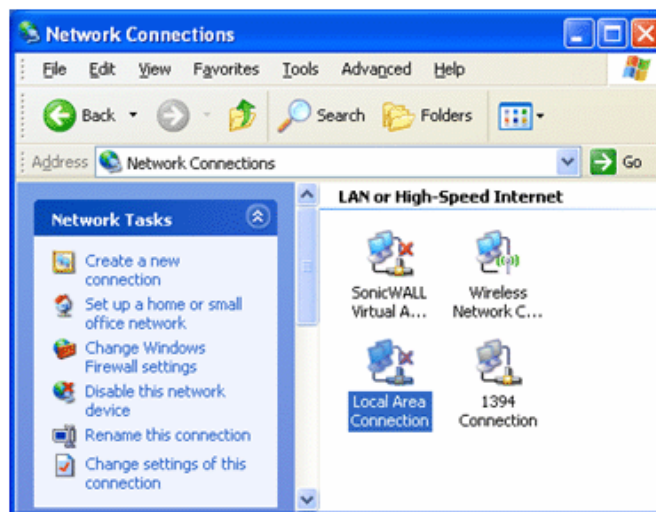 Network Connections
File Edit View Favorites Tools Advanced Help
Back Search Folders
Address Network Connections Go
Network Tasks
Create a new
connection
Set up a home or small
office network
Change Windows
Firewall settings
Disable this network
device
Rename this connection
Change settings of this
connection
LAN or High-Speed Internet
SonicWALL
Virtual A...
Wireless
Network C...
Local Area
Connection
1394
Connection